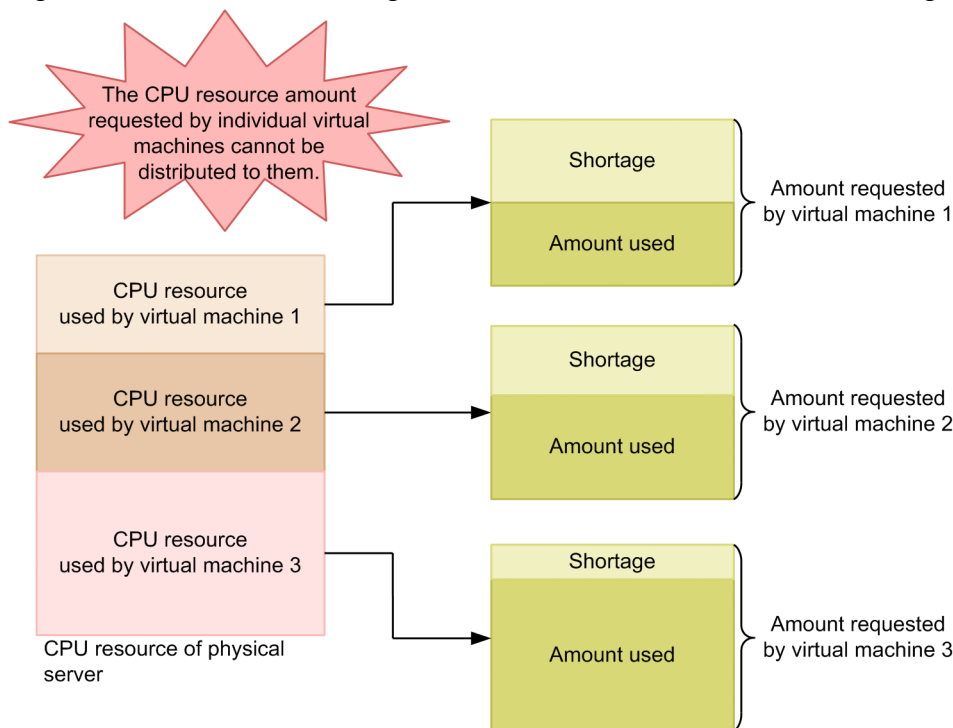 The CPU resource amount
requested by individual virtual
machines cannot be
distributed to them.
Shortage
Amount used
Amount requested
by virtual machine 1
CPU resource
used by virtual machine 1
CPU resource
used by virtual machine 2
Shortage
Amount used
Amount requested
by virtual machine 2
CPU resource
used by virtual machine 3
CPU resource of physical
server
Shortage
Amount used
Amount requested
by virtual machine 3